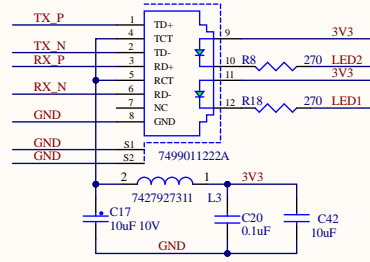 TX_P 1 TD+
4 TCT 9 3V3
TX_N 2 TD-
RX_P 3 RD+ 10 R8 270 LED2
5 RCT 11 3V3
RX_N 6 RD-
7 NC 12 R18 270 LED1
GND 8 GND
GND S1
GND S2
7499011222A
2 1 3V3
7427927311 L3
C17 C20 C42
10uF 10V 0.1uF 10uF
GND